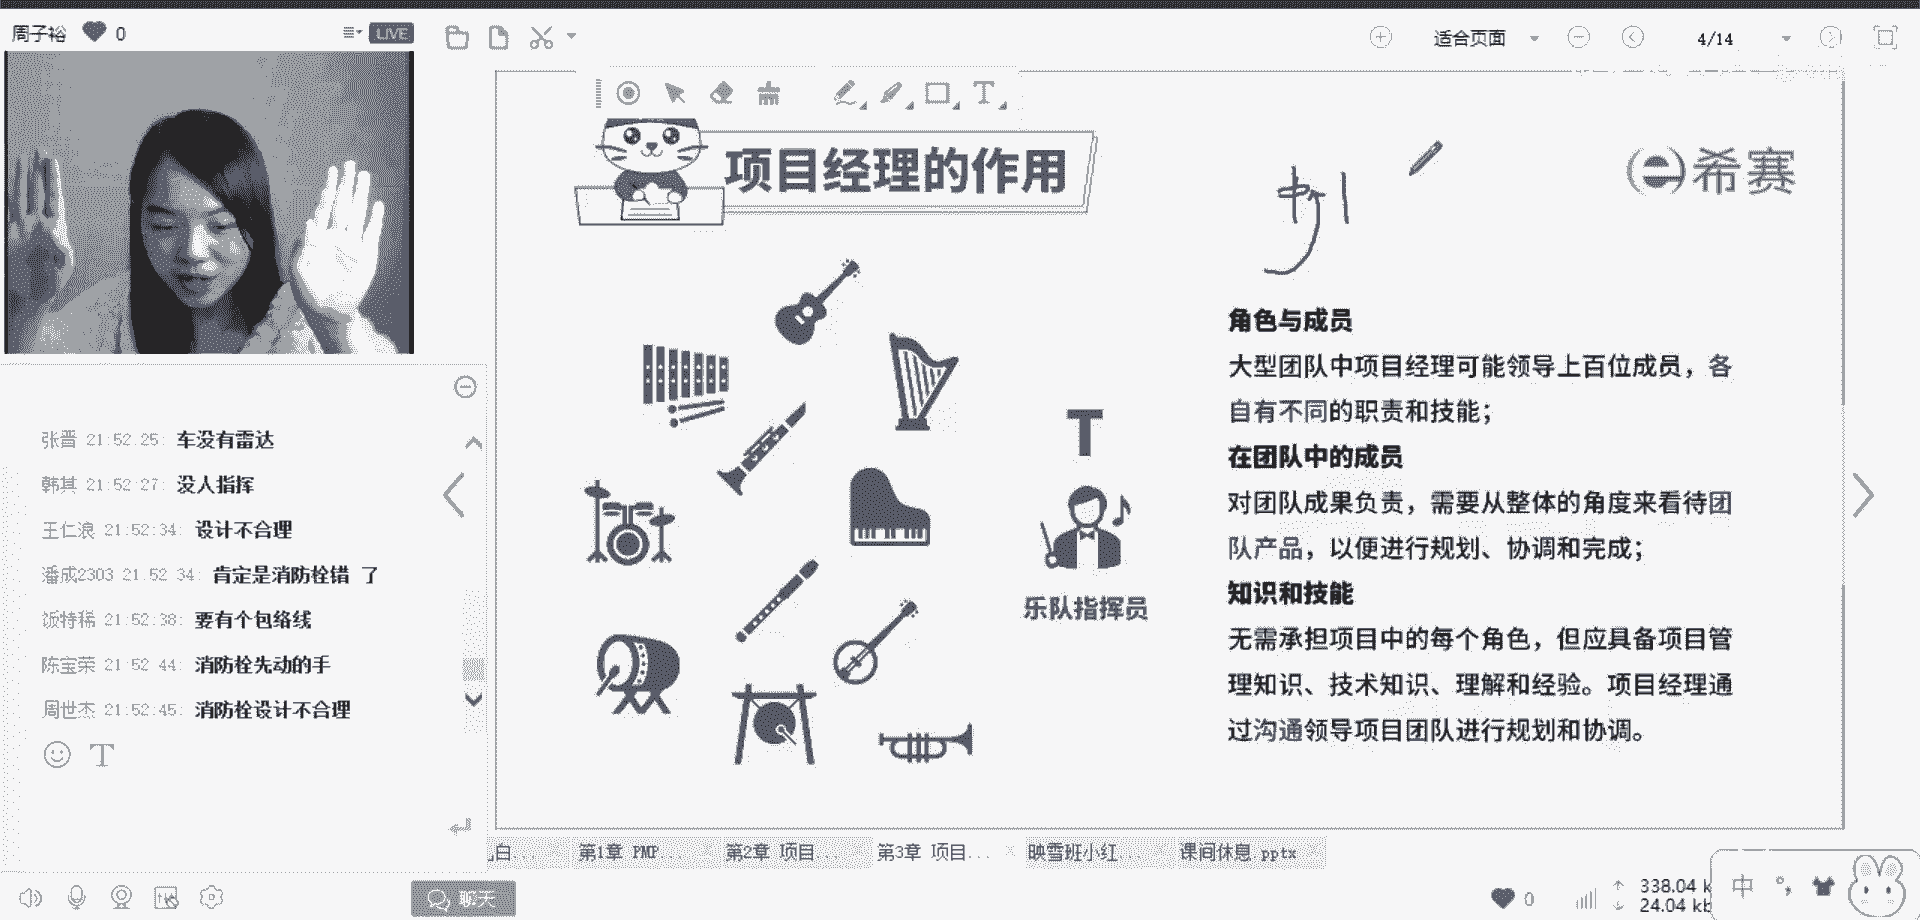 周子裕 0 LIVE
适合页面 4/14
项目经理的作用
希赛
角色与成员
大型团队中项目经理可能领导上百位成员，各
自有不同的职责和技能；
在团队中的成员
对团队成果负责，需要从整体的角度来看待团
队产品，以便进行规划、协调和完成；
知识和技能
无需承担项目中的每个角色，但应具备项目管
理知识、技术知识、理解和经验。项目经理通
过沟通领导项目团队进行规划和协调。
T
乐队指挥员
张晋 21:52:25: 车没有雷达
韩其 21:52:27: 没人指挥
王仁浪 21:52:34: 设计不合理
潘成2303 21:52:34: 肯定是消防栓错 了
饭特稀 21:52:38: 要有个包络线
陈宝荣 21:52:44: 消防栓先动的手
周世杰 21:52:45: 消防栓设计不合理
T
白... 第1章 PMP... 第2章 项目... 第3章 项目... 映雪班小红... 课间休息.pptx
聊天
0
338.04 k
24.04 kb
中